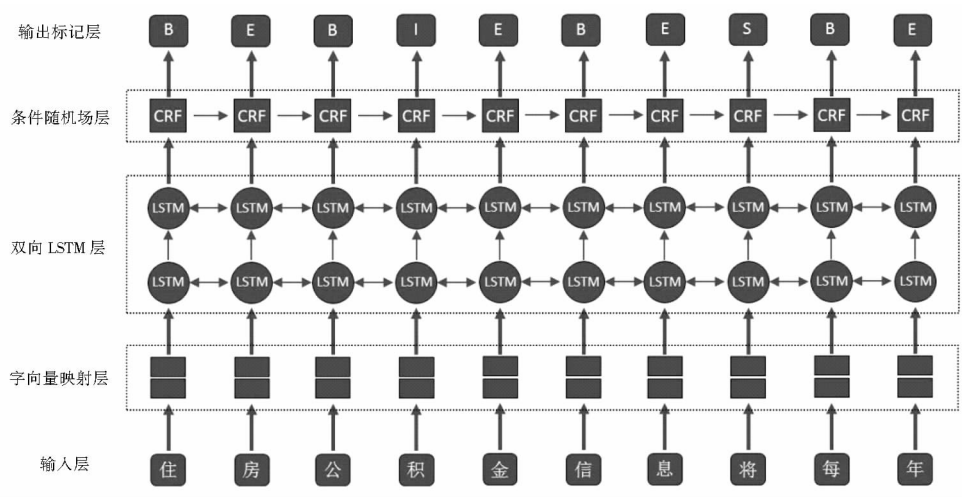 输出标记层 B E B I E B E S B E
条件随机场层 CRF CRF CRF CRF CRF CRF CRF CRF CRF CRF
LSTM LSTM LSTM LSTM LSTM LSTM LSTM LSTM LSTM LSTM
双向 LSTM 层
LSTM LSTM LSTM LSTM LSTM LSTM LSTM LSTM LSTM LSTM
字向量映射层
输入层 住 房 公 积 金 信 息 将 每 年